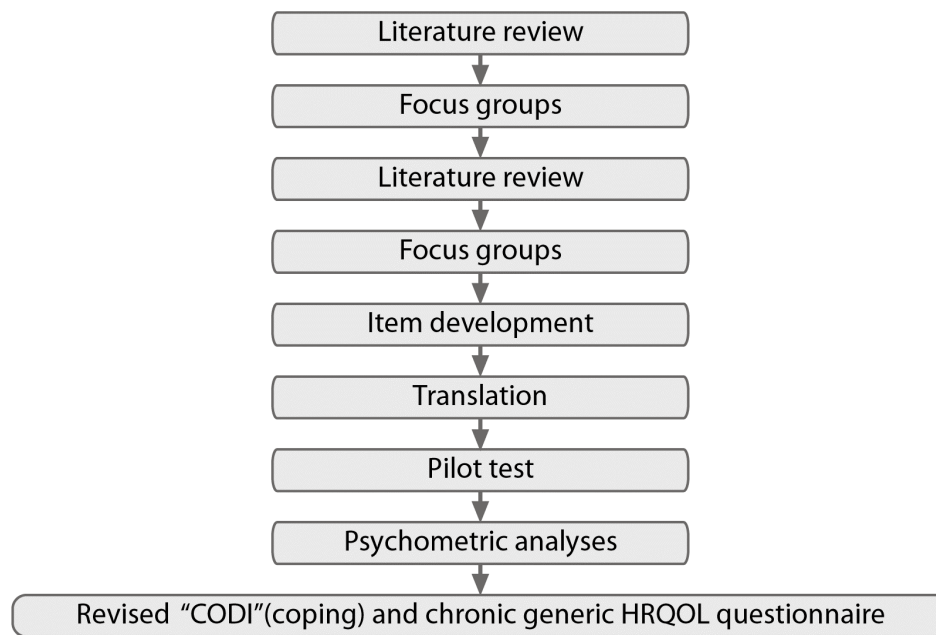 Literature review
Focus groups
Literature review
Focus groups
Item development
Translation
Pilot test
Psychometric analyses
Revised “CODI”(coping) and chronic generic HRQOL questionnaire